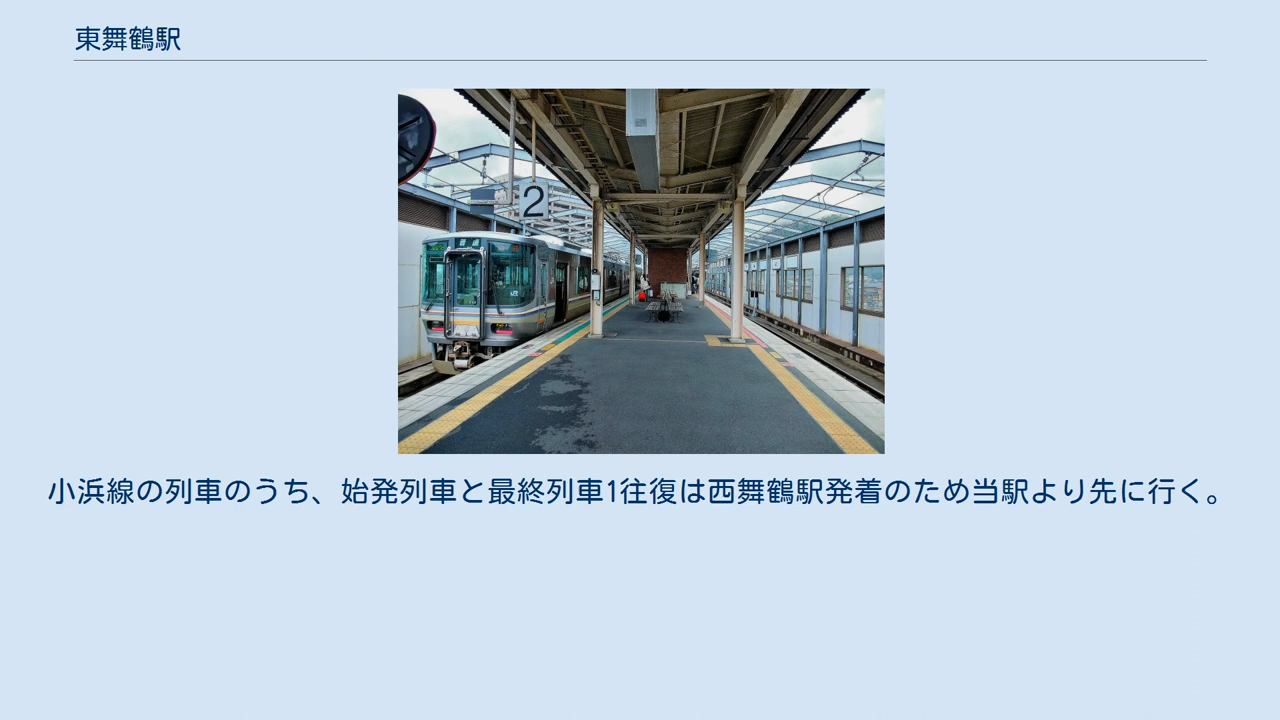 東舞鶴駅
2
小浜線の列車のうち、始発列車と最終列車1往復は西舞鶴駅発着のため当駅より先に行く。